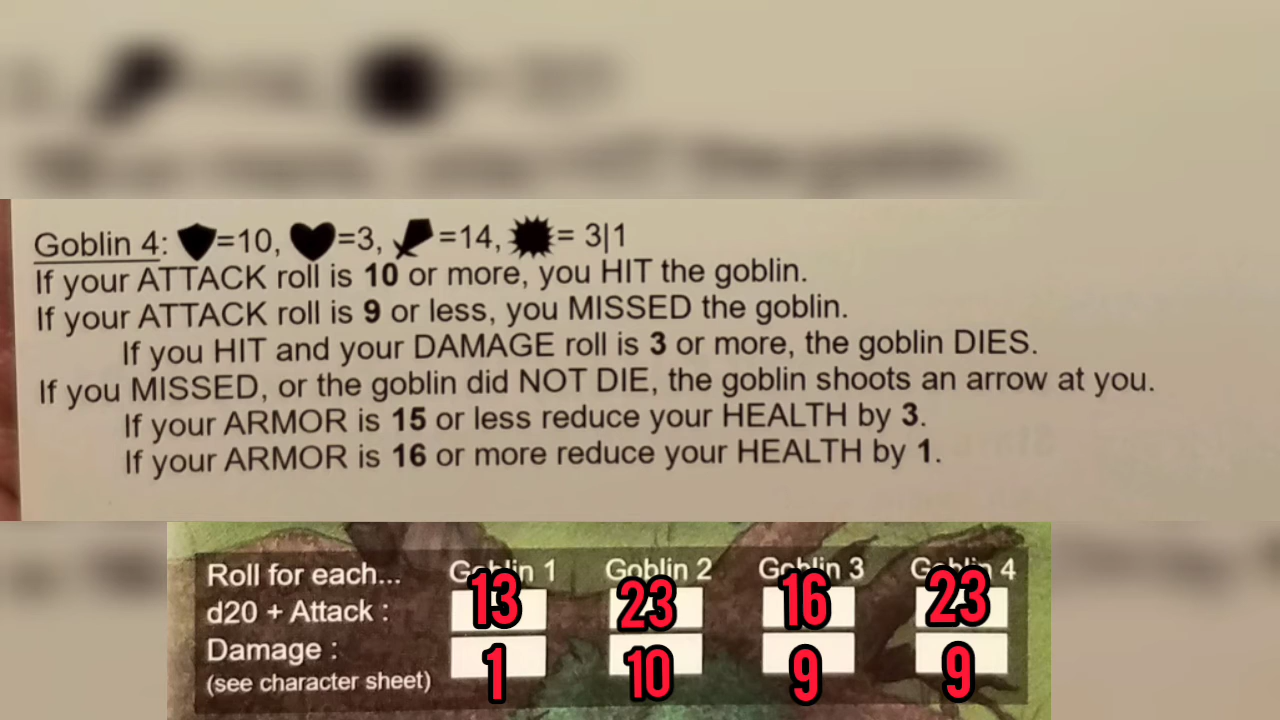 Goblin 4: =10, =3, =14, = 3|1
If your ATTACK roll is 10 or more, you HIT the goblin.
If your ATTACK roll is 9 or less, you MISSED the goblin.
If you HIT and your DAMAGE roll is 3 or more, the goblin DIES.
If you MISSED, or the goblin did NOT DIE, the goblin shoots an arrow at you.
If your ARMOR is 15 or less reduce your HEALTH by 3.
If your ARMOR is 16 or more reduce your HEALTH by 1.
Roll for each... Goblin 1 Goblin 2 Goblin 3 Goblin 4
d20 + Attack : 13 23 16 23
Damage : 1 10 9 9
(see character sheet)